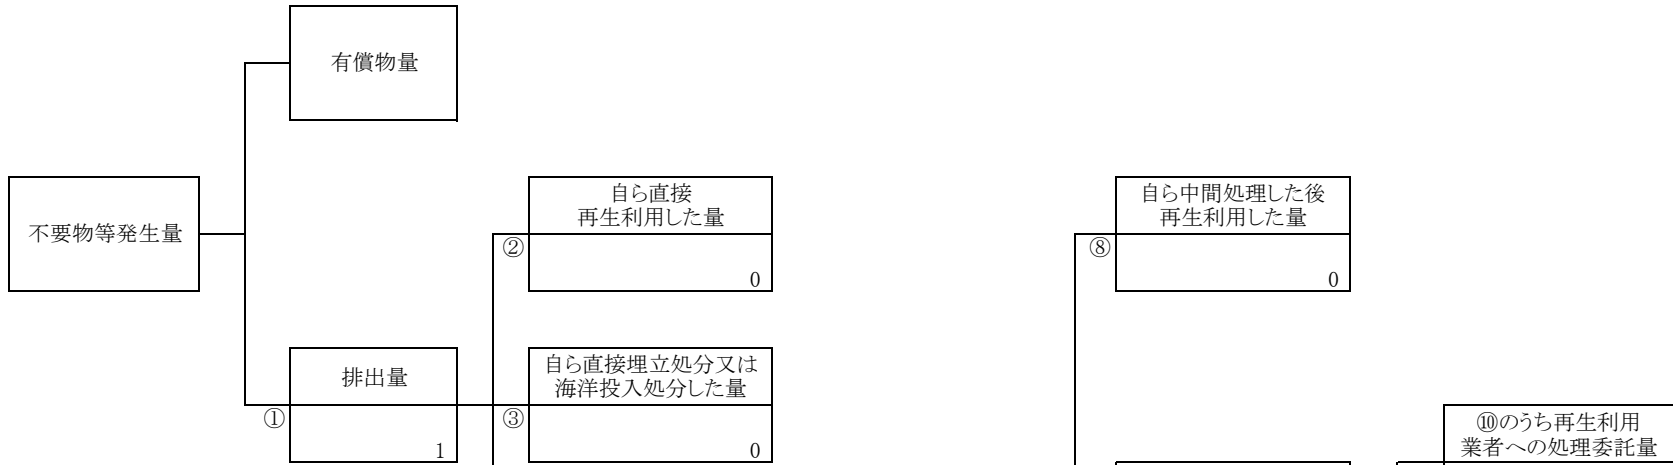 有償物量
不要物等発生量
自ら直接
再生利用した量
②
0
自ら中間処理した後
再生利用した量
⑧
0
排出量
①
1
自ら直接埋立処分又は
海洋投入処分した量
③
0
⑩のうち再生利用
業者への処理委託量